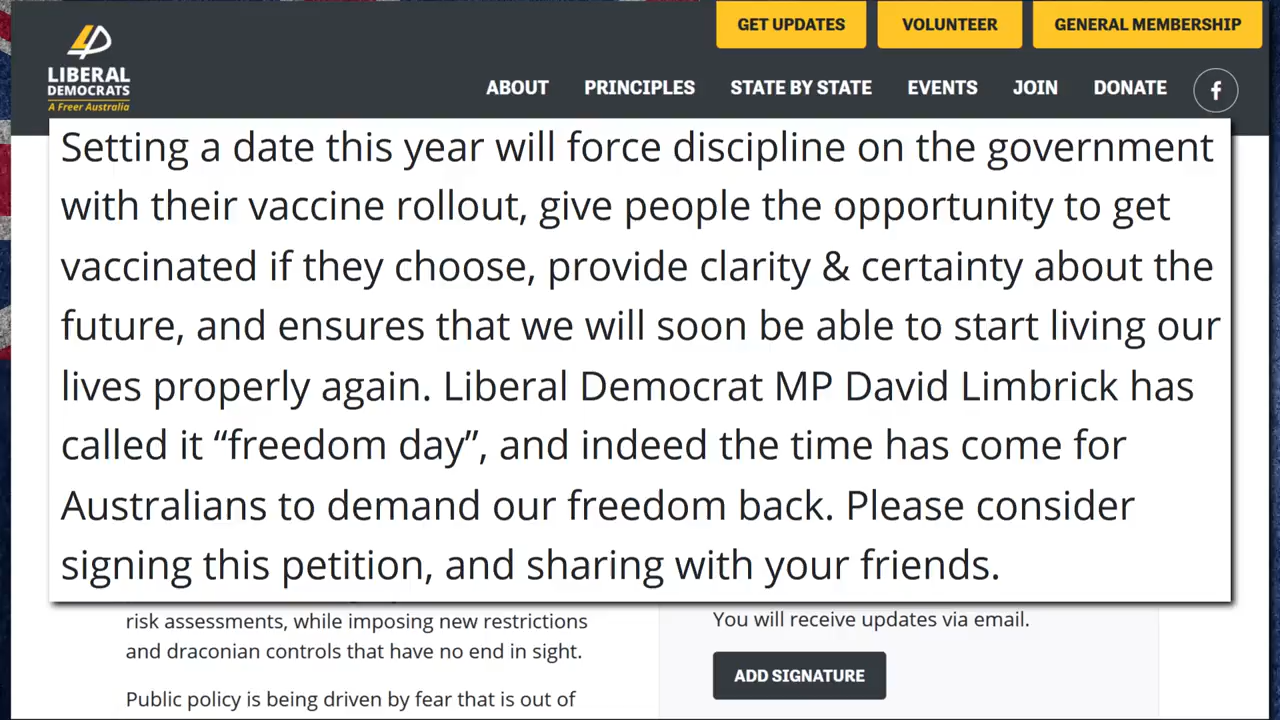 GET UPDATES
VOLUNTEER
GENERAL MEMBERSHIP
LIBERAL
DEMOCRATS
A Freer Australia
ABOUT
PRINCIPLES
STATE BY STATE
EVENTS
JOIN
DONATE
f
Setting a date this year will force discipline on the government
with their vaccine rollout, give people the opportunity to get
vaccinated if they choose, provide clarity & certainty about the
future, and ensures that we will soon be able to start living our
lives properly again. Liberal Democrat MP David Limbrick has
called it “freedom day”, and indeed the time has come for
Australians to demand our freedom back. Please consider
signing this petition, and sharing with your friends.
risk assessments, while imposing new restrictions
and draconian controls that have no end in sight.
Public policy is being driven by fear that is out of
You will receive updates via email.
ADD SIGNATURE